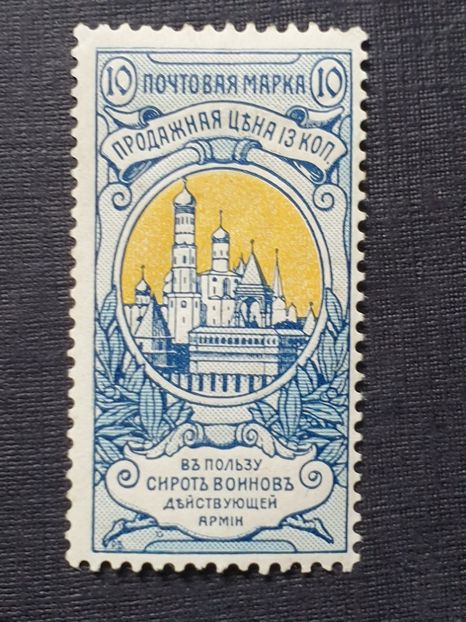 10 ПОЧТОВАЯ МАРКА 10
ПРОДАЖНАЯ ЦѢНА 13 КОП.
ВЪ ПОЛЬЗУ
СИРОТЪ ВОИНОВЪ
ДѢЙСТВУЮЩЕЙ
АРМІИ